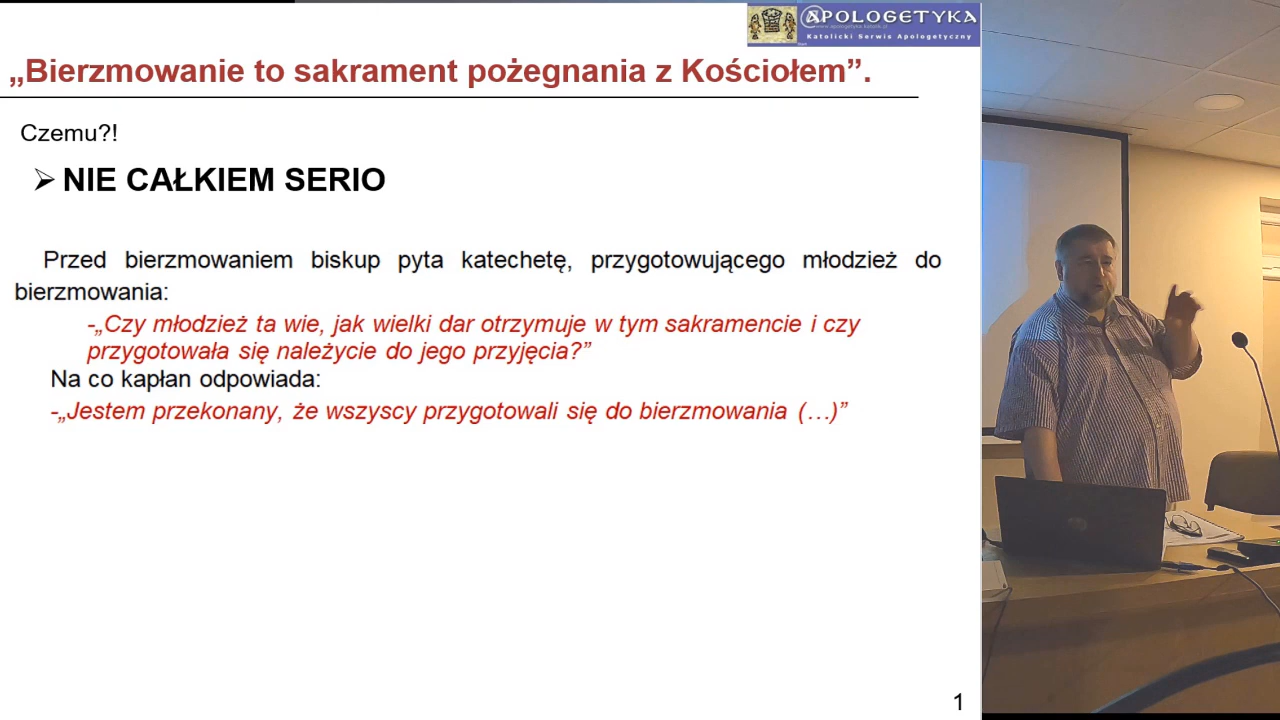 @POLOGETYKA
Katolicki Serwis Apologetyczny
„Bierzmowanie to sakrament pożegnania z Kościołem”.
Czemu?!
➢ NIE CAŁKIEM SERIO
Przed bierzmowaniem biskup pyta katechetę, przygotowującego młodzież do
bierzmowania:
-„Czy młodzież ta wie, jak wielki dar otrzymuje w tym sakramencie i czy
przygotowała się należycie do jego przyjęcia?”
Na co kapłan odpowiada:
-„Jestem przekonany, że wszyscy przygotowali się do bierzmowania (…)”
1